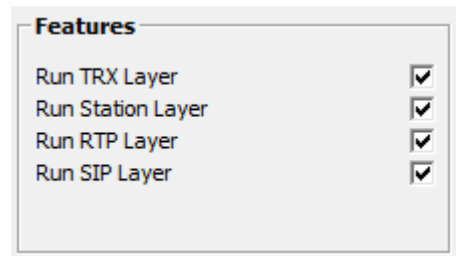 Features
Run TRX Layer
Run Station Layer
Run RTP Layer
Run SIP Layer